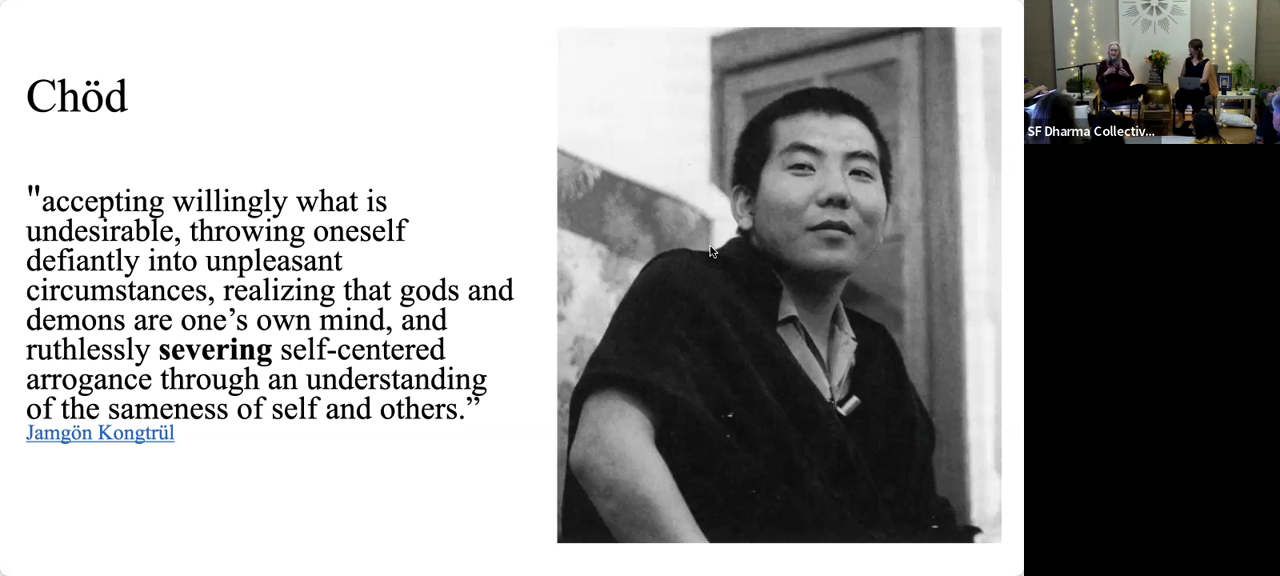 Chöd
"accepting willingly what is
undesirable, throwing oneself
defiantly into unpleasant
circumstances, realizing that gods and
demons are one’s own mind, and
ruthlessly severing self-centered
arrogance through an understanding
of the sameness of self and others.”
Jamgön Kongtrül
SF Dharma Collectiv...